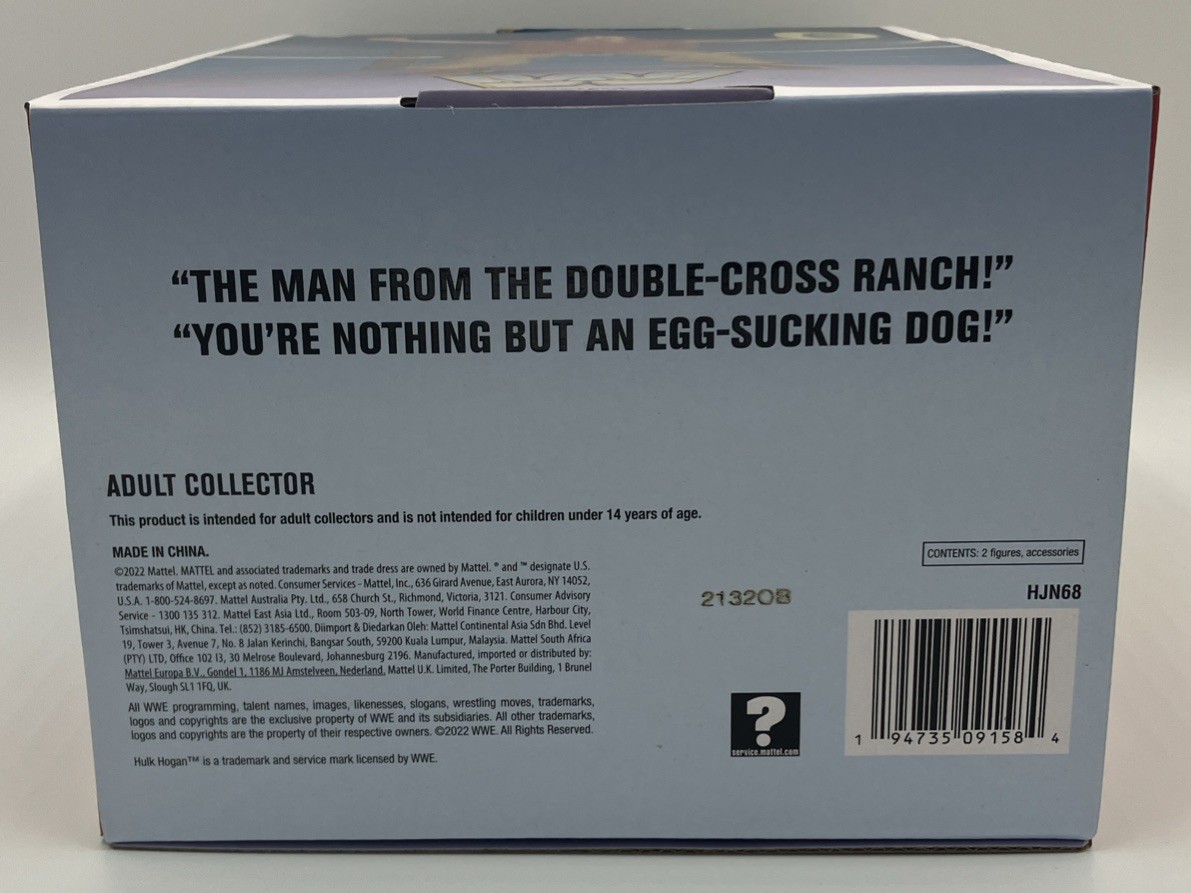 “THE MAN FROM THE DOUBLE-CROSS RANCH!”
“YOU’RE NOTHING BUT AN EGG-SUCKING DOG!”
ADULT COLLECTOR
This product is intended for adult collectors and is not intended for children under 14 years of age.
MADE IN CHINA.
©2022 Mattel. MATTEL and associated trademarks and trade dress are owned by Mattel. ® and ™ designate U.S.
trademarks of Mattel, except as noted. Consumer Services - Mattel, Inc., 636 Girard Avenue, East Aurora, NY 14052,
U.S.A. 1-800-524-8697. Mattel Australia Pty. Ltd., 658 Church St., Richmond, Victoria, 3121. Consumer Advisory
Service - 1300 135 312. Mattel East Asia Ltd., Room 503-09, North Tower, World Finance Centre, Harbour City,
Tsimshatsui, HK, China. Tel.: (852) 3185-6500. Diimport & Diedarkan Oleh: Mattel Continental Asia Sdn Bhd. Level
19, Tower 3, Avenue 7, No. 8 Jalan Kerinchi, Bangsar South, 59200 Kuala Lumpur, Malaysia. Mattel South Africa
(PTY) LTD, Office 102 I3, 30 Melrose Boulevard, Johannesburg 2196. Manufactured, imported or distributed by:
Mattel Europa B.V., Gondel 1, 1186 MJ Amstelveen, Nederland. Mattel U.K. Limited, The Porter Building, 1 Brunel
Way, Slough SL1 1FQ, UK.
All WWE programming, talent names, images, likenesses, slogans, wrestling moves, trademarks,
logos and copyrights are the exclusive property of WWE and its subsidiaries. All other trademarks,
logos and copyrights are the property of their respective owners. ©2022 WWE. All Rights Reserved.
Hulk Hogan™ is a trademark and service mark licensed by WWE.
21320B
?
service.mattel.com
CONTENTS: 2 figures, accessories
HJN68
1 94735 09158 4